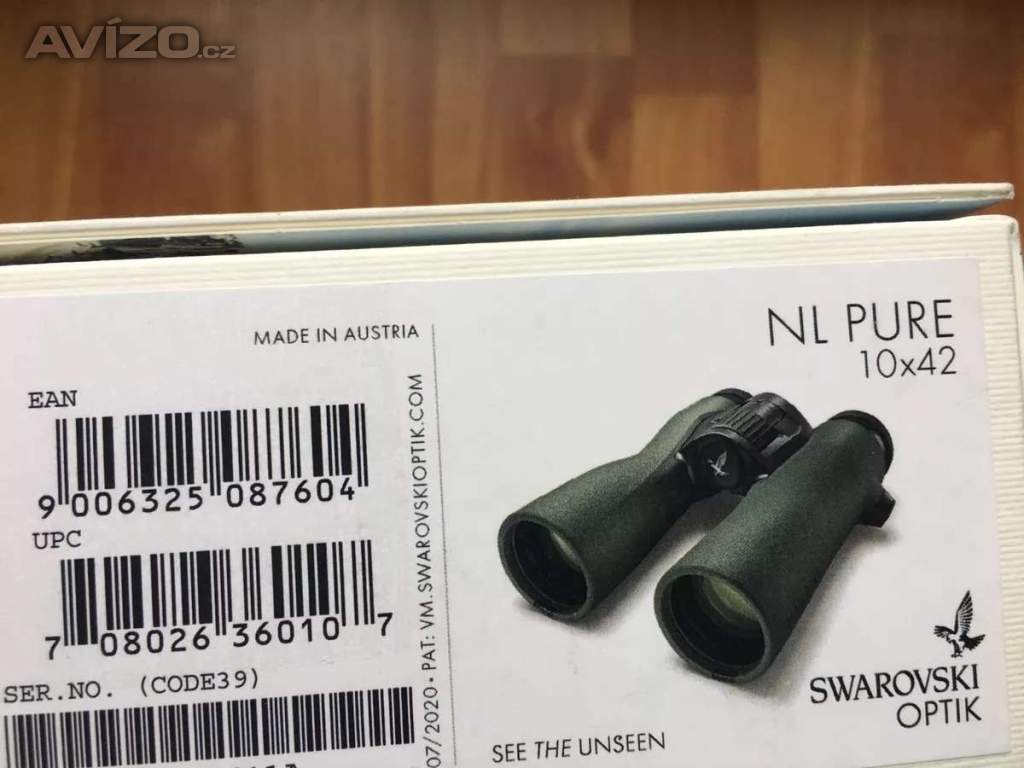 AVÍZO.cz
MADE IN AUSTRIA
EAN
9 006325 087604
UPC
7 08026 36010 7
SER.NO. (CODE39)
07/2020 • PAT: VM.SWAROVSKIOPTIK.COM
NL PURE
10x42
SWAROVSKI
OPTIK
SEE THE UNSEEN